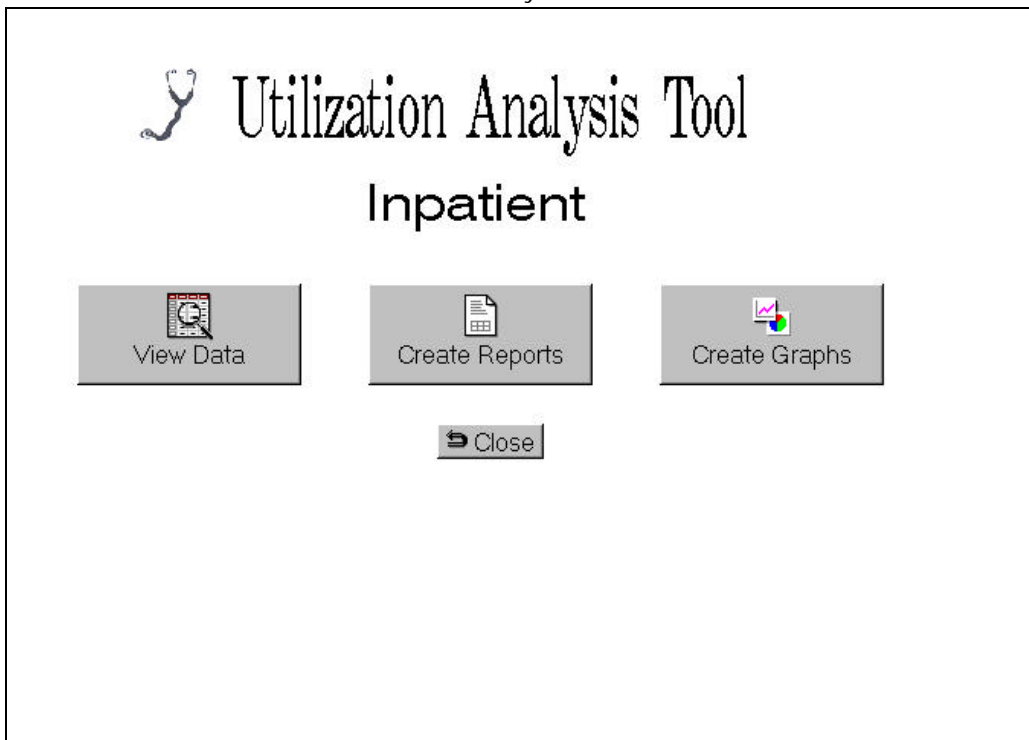 Utilization Analysis Tool
Inpatient
View Data
Create Reports
Create Graphs
Close